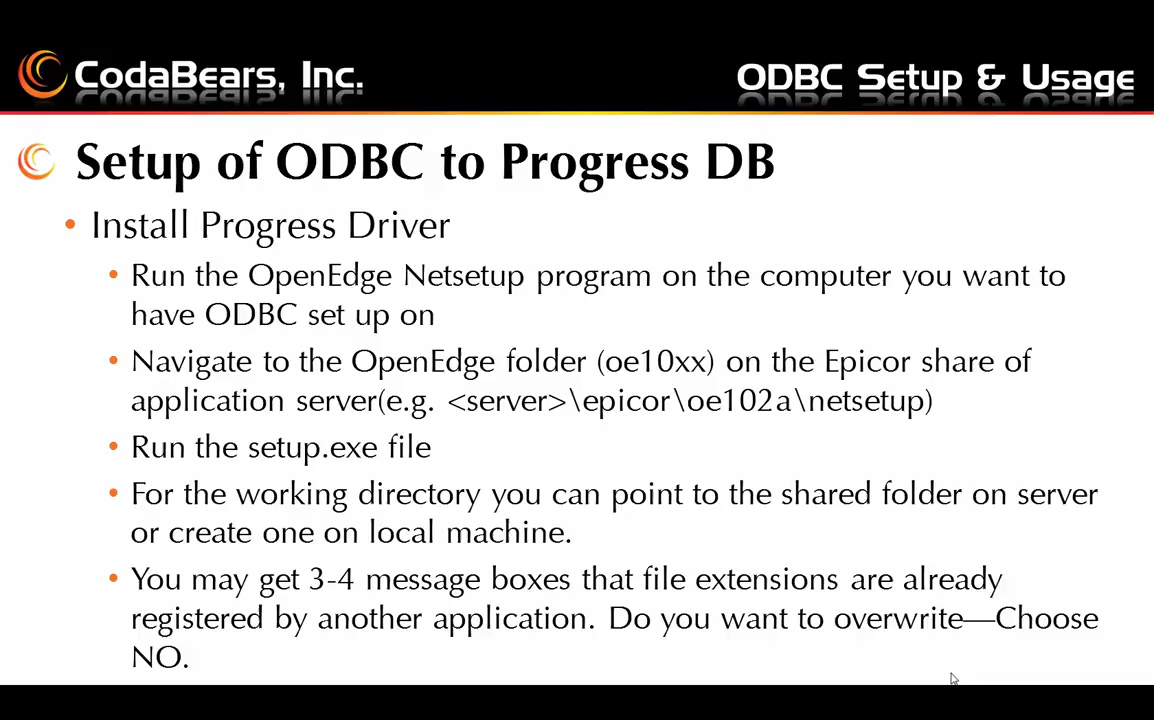 CodaBears, Inc.
ODBC Setup & Usage
Setup of ODBC to Progress DB
• Install Progress Driver
• Run the OpenEdge Netsetup program on the computer you want to
have ODBC set up on
• Navigate to the OpenEdge folder (oe10xx) on the Epicor share of
application server(e.g. <server>\epicor\oe102a\netsetup)
• Run the setup.exe file
• For the working directory you can point to the shared folder on server
or create one on local machine.
• You may get 3-4 message boxes that file extensions are already
registered by another application. Do you want to overwrite—Choose
NO.